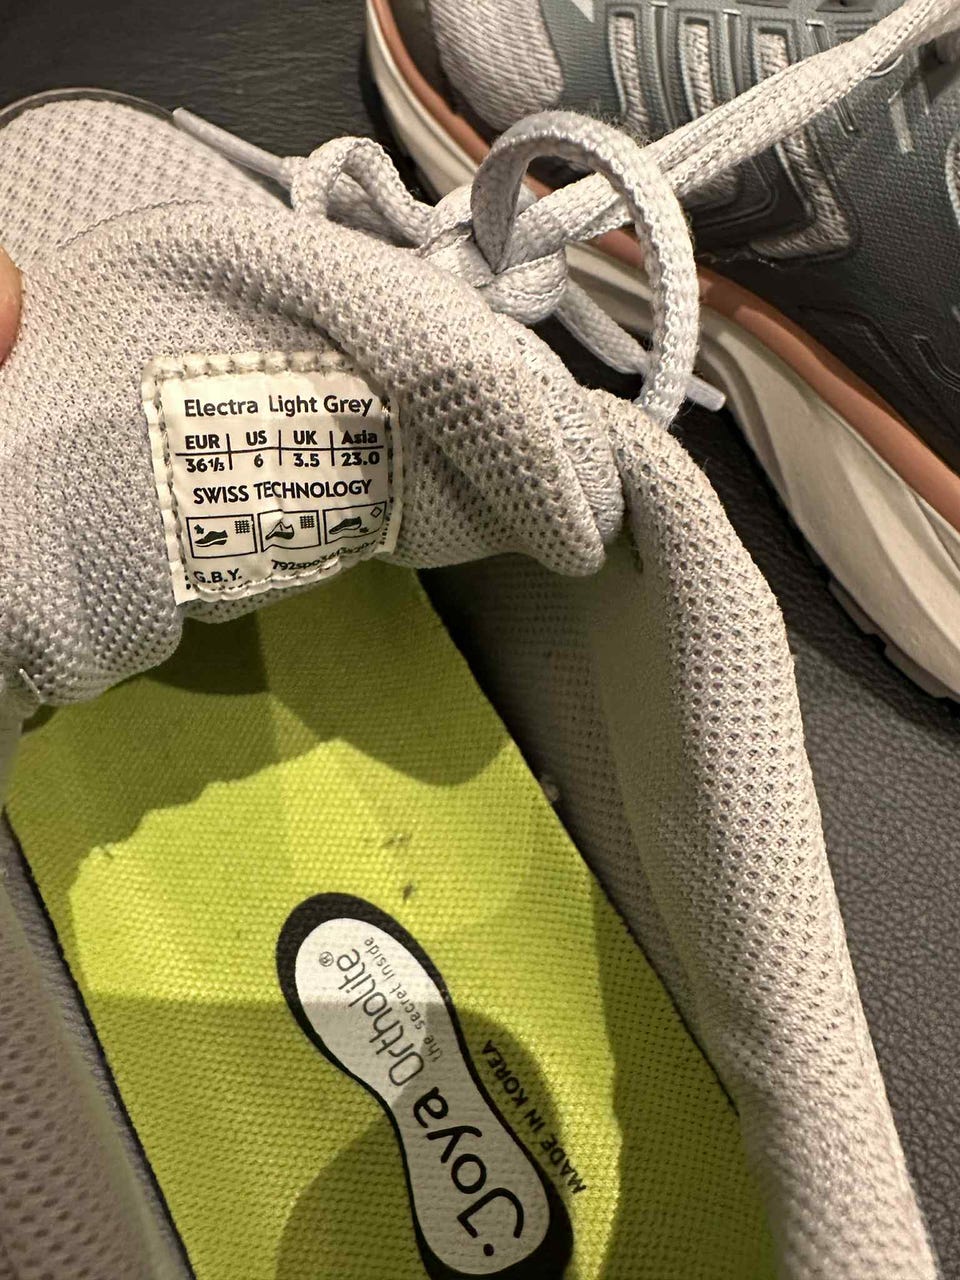 Electra Light Grey
EUR US UK Asia
36⅓ 6 3.5 23.0
SWISS TECHNOLOGY
G.B.Y.
Joya Ortholite®
the secret inside
MADE IN KOREA